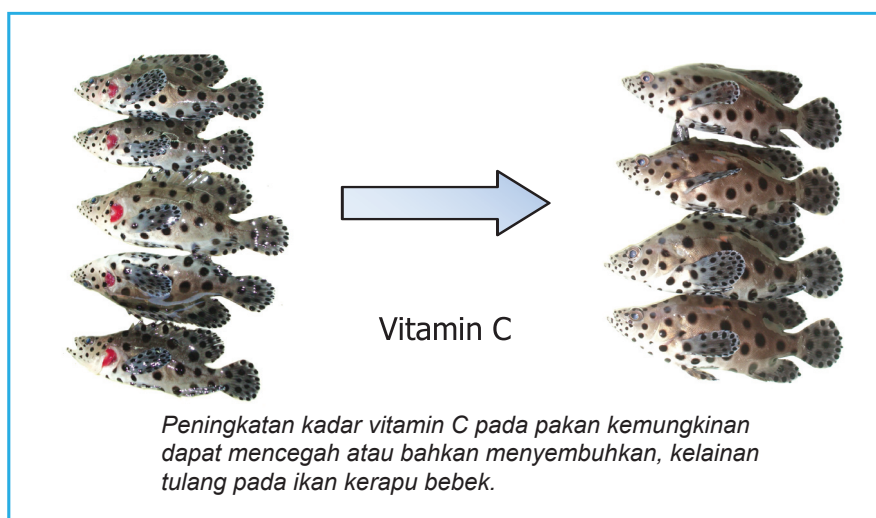 Vitamin C
Peningkatan kadar vitamin C pada pakan kemungkinan
dapat mencegah atau bahkan menyembuhkan, kelainan
tulang pada ikan kerapu bebek.